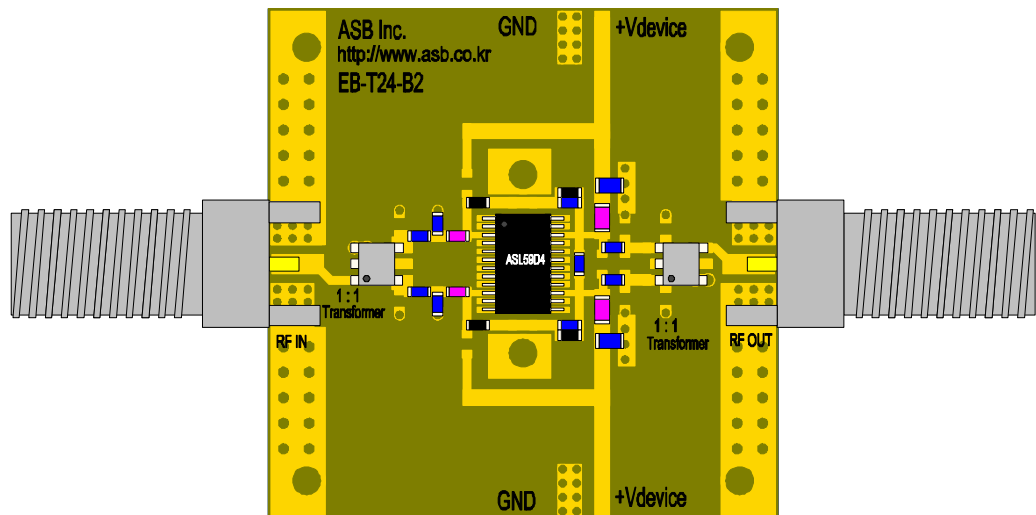 ASB Inc.
http://www.asb.co.kr
EB-T24-B2
GND
+Vdevice
ASL59D4
1 : 1
Transformer
RF IN
1 : 1
Transformer
RF OUT
GND
+Vdevice